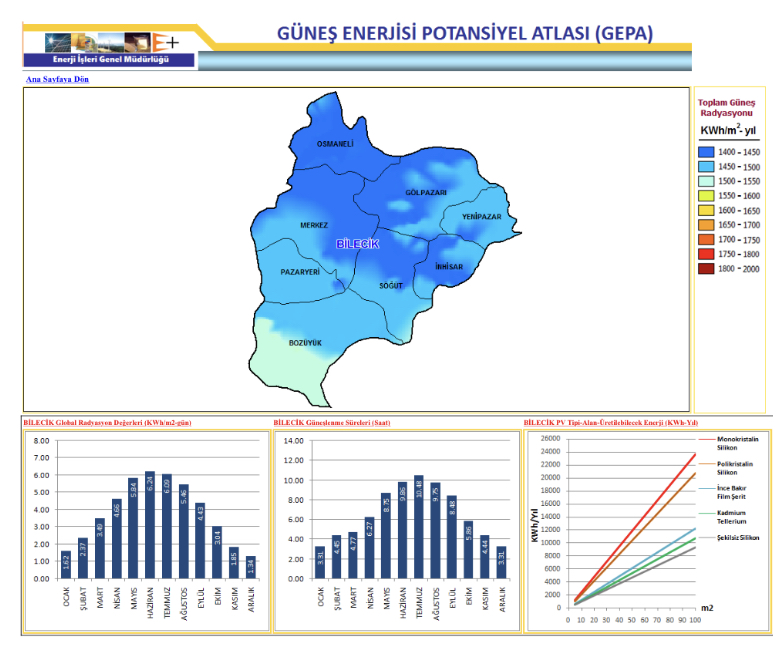 GÜNEŞ ENERJİSİ POTANSİYEL ATLASI (GEPA)
E+
Enerji İşleri Genel Müdürlüğü
Ana Sayfaya Dön
OSMANELİ
GÖLPAZARI
YENİPAZAR
MERKEZ
BİLECİK
İNHİSAR
PAZARYERİ
SÖĞÜT
BOZÜYÜK
Toplam Güneş
Radyasyonu
KWh/m2- yıl
1400 - 1450
1450 - 1500
1500 - 1550
1550 - 1600
1600 - 1650
1650 - 1700
1700 - 1750
1750 - 1800
1800 - 2000
BİLECİK Global Radyasyon Değerleri (KWh/m2-gün)
8.00
7.00
6.00
5.00
4.00
3.00
2.00
1.00
0.00
1.62
2.37
3.49
4.66
5.84
6.24
6.09
5.46
4.43
3.04
1.85
1.34
OCAK
ŞUBAT
MART
NİSAN
MAYIS
HAZİRAN
TEMMUZ
AĞUSTOS
EYLÜL
EKİM
KASIM
ARALIK
BİLECİK Güneşlenme Süreleri (Saat)
14.00
12.00
10.00
8.00
6.00
4.00
2.00
0.00
3.31
4.45
4.77
6.27
8.75
9.86
10.48
9.75
8.48
5.86
4.44
3.31
OCAK
ŞUBAT
MART
NİSAN
MAYIS
HAZİRAN
TEMMUZ
AĞUSTOS
EYLÜL
EKİM
KASIM
ARALIK
BİLECİK PV Tipi-Alan-Üretilebilecek Enerji (KWh-Yıl)
KWh/Yıl
26000
24000
22000
20000
18000
16000
14000
12000
10000
8000
6000
4000
2000
0
0 5 10 20 30 40 50 60 70 80 90 100
m2
Monokristalin
Silikon
Polikristalin
Silikon
İnce Bakır
Film Şerit
Kadmium
Tellerium
Şekilsiz Silikon